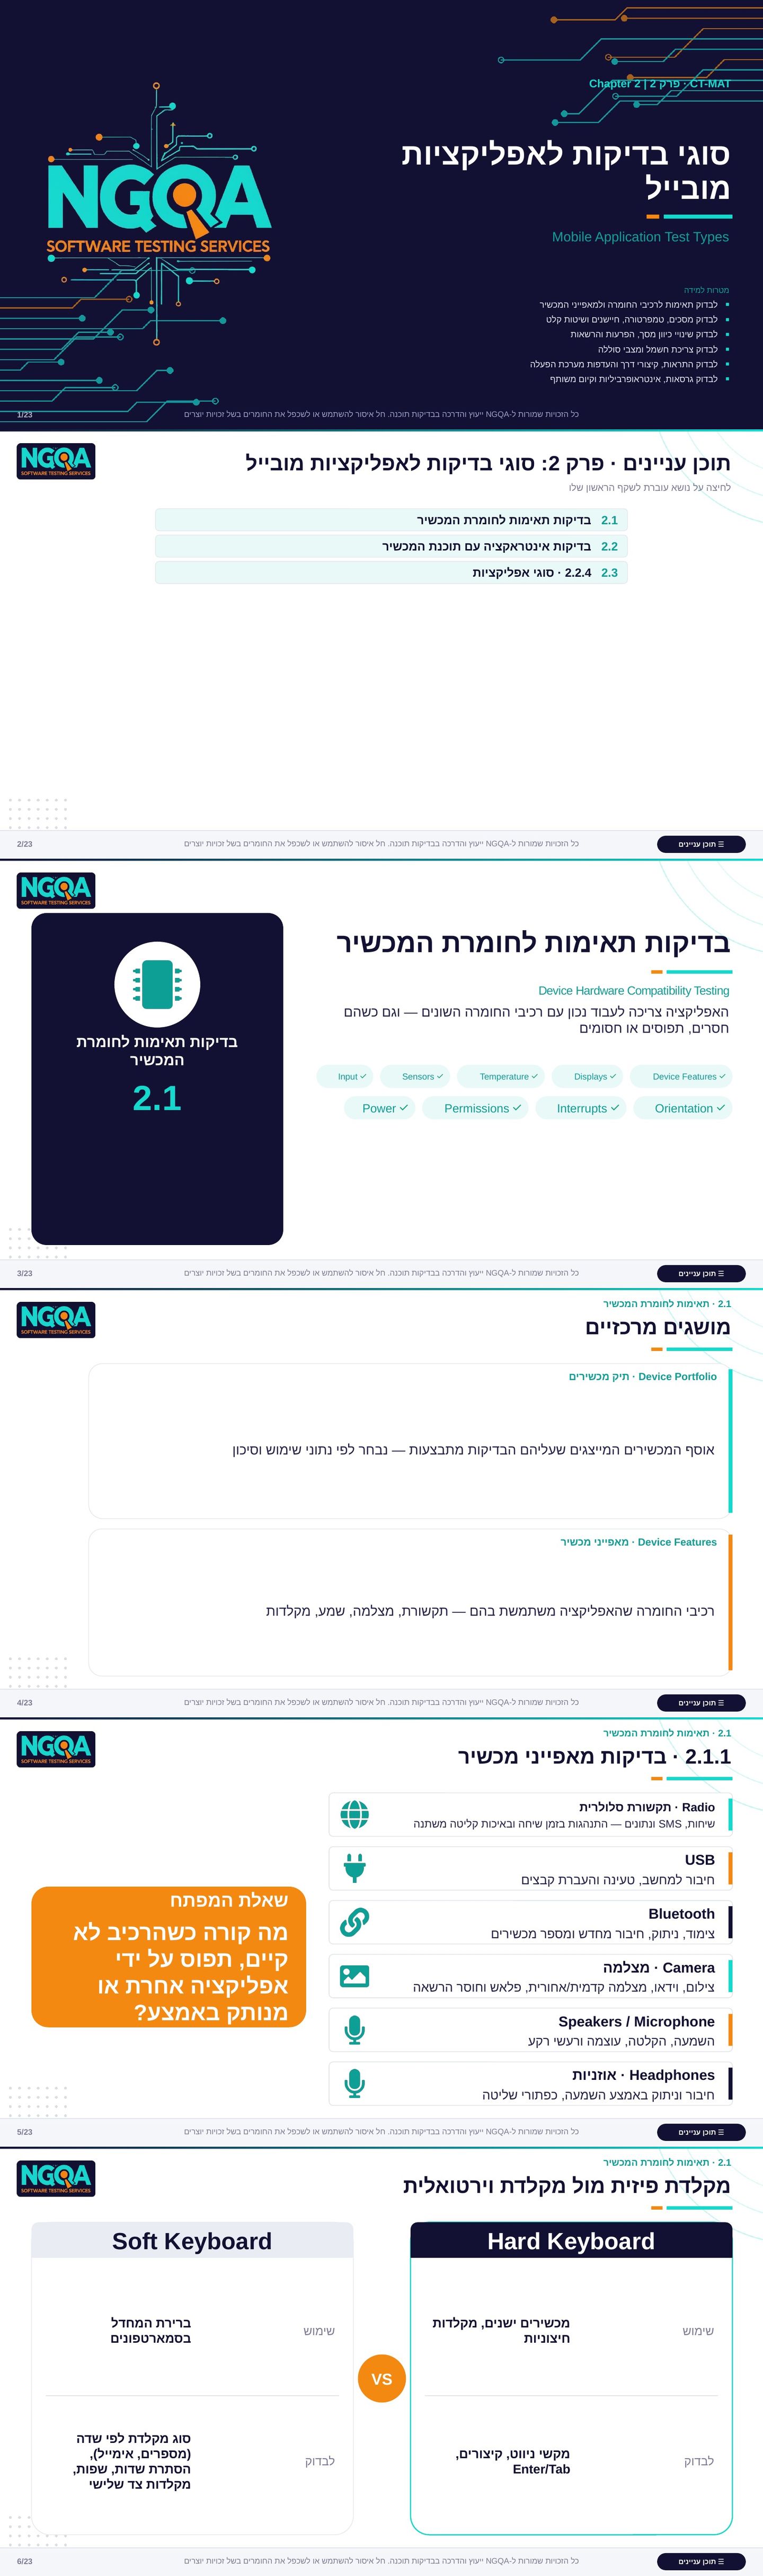 CT-MAT · פרק 2 | Chapter 2
NGQA
SOFTWARE TESTING SERVICES
סוגי בדיקות לאפליקציות
מובייל
Mobile Application Test Types
מטרות למידה
לבדוק תאימות לרכיבי החומרה ולמאפייני המכשיר
לבדוק מסכים, טמפרטורה, חיישנים ושיטות קלט
לבדוק שינויי כיוון מסך, הפרעות והרשאות
לבדוק צריכת חשמל ומצבי סוללה
לבדוק התראות, קיצורי דרך והעדפות מערכת הפעלה
לבדוק גרסאות, אינטראופרביליות וקיום משותף
כל הזכויות שמורות ל-NGQA ייעוץ והדרכה בבדיקות תוכנה. חל איסור להשתמש או לשכפל את החומרים בשל זכויות יוצרים
1/23
NGQA
SOFTWARE TESTING SERVICES
תוכן עניינים · פרק 2: סוגי בדיקות לאפליקציות מובייל
לחיצה על נושא עוברת לשקף הראשון שלו
2.1 בדיקות תאימות לחומרת המכשיר
2.2 בדיקות אינטראקציה עם תוכנת המכשיר
2.3 2.2.4 · סוגי אפליקציות
☰ תוכן עניינים
כל הזכויות שמורות ל-NGQA ייעוץ והדרכה בבדיקות תוכנה. חל איסור להשתמש או לשכפל את החומרים בשל זכויות יוצרים
2/23
NGQA
SOFTWARE TESTING SERVICES
בדיקות תאימות לחומרת המכשיר
Device Hardware Compatibility Testing
האפליקציה צריכה לעבוד נכון עם רכיבי החומרה השונים — וגם כשהם
חסרים, תפוסים או חסומים
✓ Device Features
✓ Displays
✓ Temperature
✓ Sensors
✓ Input
✓ Orientation
✓ Interrupts
✓ Permissions
✓ Power
בדיקות תאימות לחומרת
המכשיר
2.1
☰ תוכן עניינים
כל הזכויות שמורות ל-NGQA ייעוץ והדרכה בבדיקות תוכנה. חל איסור להשתמש או לשכפל את החומרים בשל זכויות יוצרים
3/23
NGQA
SOFTWARE TESTING SERVICES
2.1 · תאימות לחומרת המכשיר
מושגים מרכזיים
Device Portfolio · תיק מכשירים
אוסף המכשירים המייצגים שעליהם הבדיקות מתבצעות — נבחר לפי נתוני שימוש וסיכון
Device Features · מאפייני מכשיר
רכיבי החומרה שהאפליקציה משתמשת בהם — תקשורת, מצלמה, שמע, מקלדות
☰ תוכן עניינים
כל הזכויות שמורות ל-NGQA ייעוץ והדרכה בבדיקות תוכנה. חל איסור להשתמש או לשכפל את החומרים בשל זכויות יוצרים
4/23
NGQA
SOFTWARE TESTING SERVICES
2.1 · תאימות לחומרת המכשיר
2.1.1 · בדיקות מאפייני מכשיר
Radio · תקשורת סלולרית
שיחות, SMS ונתונים — התנהגות בזמן שיחה ובאיכות קליטה משתנה
USB
חיבור למחשב, טעינה והעברת קבצים
Bluetooth
צימוד, ניתוק, חיבור מחדש ומספר מכשירים
Camera · מצלמה
צילום, וידאו, מצלמה קדמית/אחורית, פלאש וחוסר הרשאה
Speakers / Microphone
השמעה, הקלטה, עוצמה ורעשי רקע
Headphones · אוזניות
חיבור וניתוק באמצע השמעה, כפתורי שליטה
שאלת המפתח
מה קורה כשהרכיב לא
קיים, תפוס על ידי
אפליקציה אחרת או
מנותק באמצע?
☰ תוכן עניינים
כל הזכויות שמורות ל-NGQA ייעוץ והדרכה בבדיקות תוכנה. חל איסור להשתמש או לשכפל את החומרים בשל זכויות יוצרים
5/23
NGQA
SOFTWARE TESTING SERVICES
2.1 · תאימות לחומרת המכשיר
מקלדת פיזית מול מקלדת וירטואלית
Hard Keyboard
שימוש
מכשירים ישנים, מקלדות
חיצוניות
לבדוק
מקשי ניווט, קיצורים,
Enter/Tab
VS
Soft Keyboard
שימוש
ברירת המחדל
בסמארטפונים
לבדוק
סוג מקלדת לפי שדה
(מספרים, אימייל),
הסתרת שדות, שפות,
מקלדות צד שלישי
☰ תוכן עניינים
כל הזכויות שמורות ל-NGQA ייעוץ והדרכה בבדיקות תוכנה. חל איסור להשתמש או לשכפל את החומרים בשל זכויות יוצרים
6/23